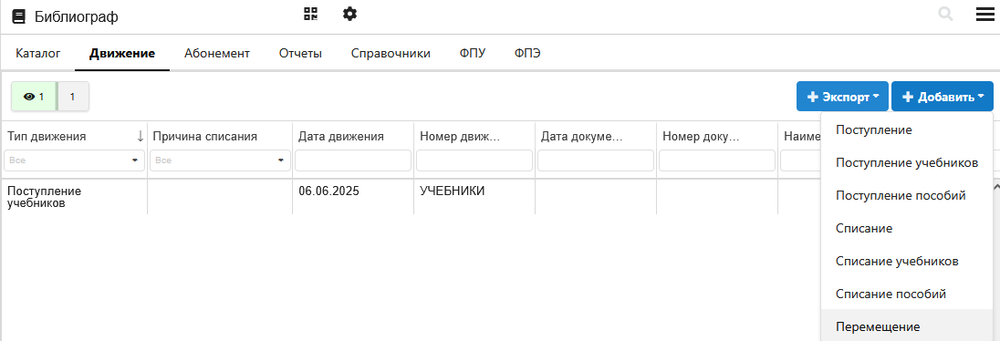 Библиограф
Каталог Движение Абонемент Отчеты Справочники ФПУ ФПЭ
1 1 Экспорт Добавить
Тип движения Причина списания Дата движения Номер движ... Дата докуме... Номер доку... Наиме
Все Все
Поступление 06.06.2025 УЧЕБНИКИ
учебников
Поступление
Поступление учебников
Поступление пособий
Списание
Списание учебников
Списание пособий
Перемещение